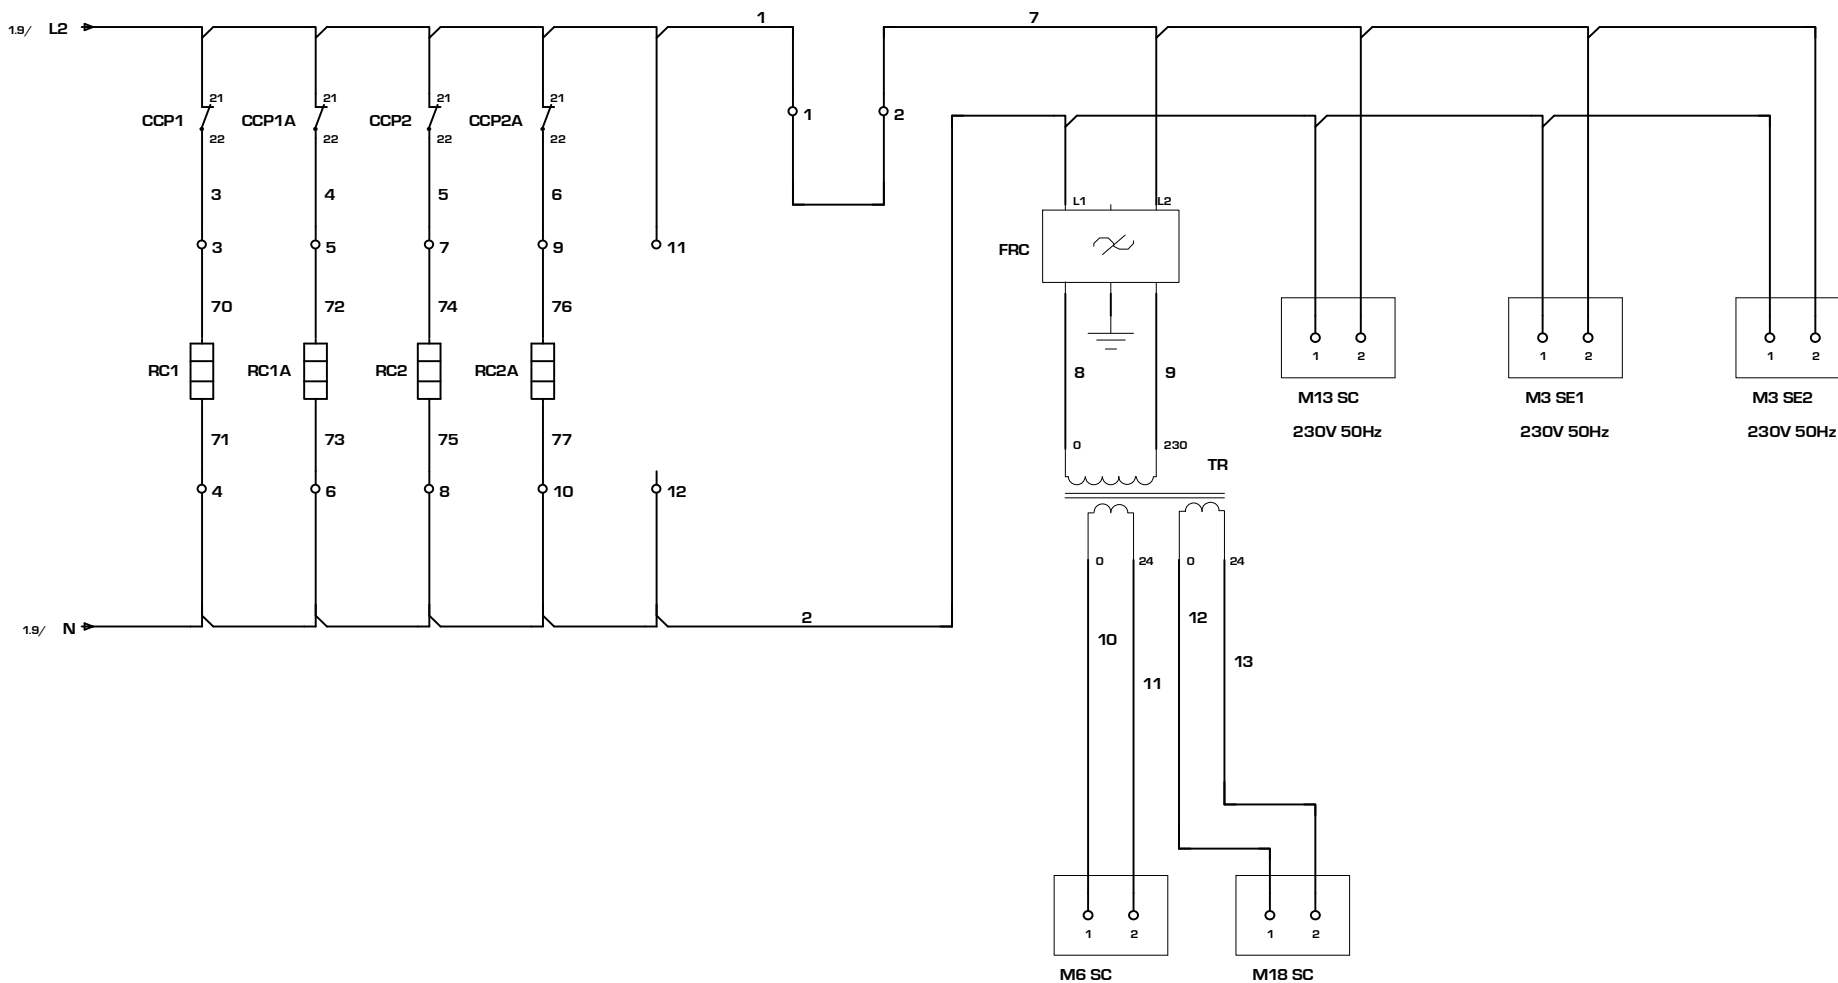 1 7
1.9/ L2
21 21 21 21
CCP1 CCP1A CCP2 CCP2A 1 2
22 22 22 22
3 4 5 6
L1 L2
3 5 7 9 11
FRC
70 72 74 76
1 2 1 2 1 2
RC1 RC1A RC2 RC2A 8 9
M13 SC M3 SE1 M3 SE2
230V 50Hz 230V 50Hz 230V 50Hz
71 73 75 77
0 230
TR
4 6 8 10 12
0 24 0 24
2 12
1.9/ N
10
13
11
1 2 1 2
M6 SC M18 SC